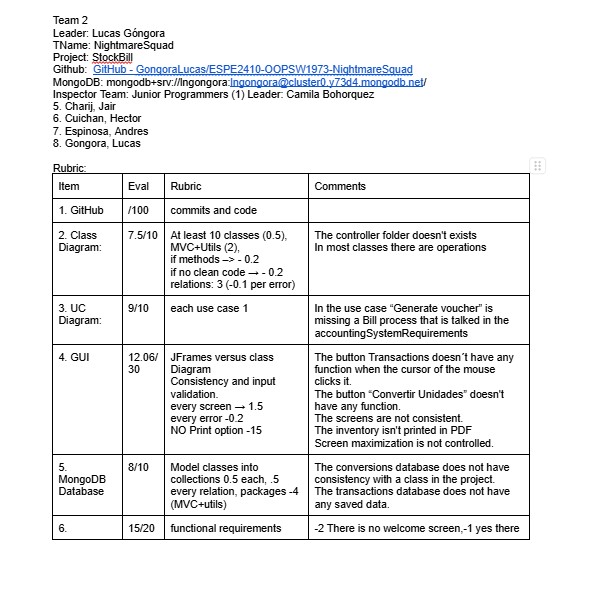 Team 2
Leader: Lucas Góngora
TName: NightmareSquad
Project: StockBill
Github: GitHub - GongoraLucas/ESPE2410-OOPSW1973-NightmareSquad
MongoDB: mongodb+srv://lngongora:lngongora@cluster0.y73d4.mongodb.net/
Inspector Team: Junior Programmers (1) Leader: Camila Bohorquez
5. Charij, Jair
6. Cuichan, Hector
7. Espinosa, Andres
8. Gongora, Lucas
Rubric:
Item Eval Rubric Comments
1. GitHub /100 commits and code
2. Class
Diagram:
7.5/10
At least 10 classes (0.5),
MVC+Utils (2),
if methods --> - 0.2
if no clean code → - 0.2
relations: 3 (-0.1 per error)
The controller folder doesn't exists
In most classes there are operations
3. UC
Diagram:
9/10
each use case 1
In the use case “Generate voucher” is
missing a Bill process that is talked in the
accountingSystemRequirements
4. GUI
12.06/
30
JFrames versus class
Diagram
Consistency and input
validation.
every screen → 1.5
every error -0.2
NO Print option -15
The button Transactions doesn´t have any
function when the cursor of the mouse
clicks it.
The button “Convertir Unidades” doesn't
have any function.
The screens are not consistent.
The inventory isn't printed in PDF
Screen maximization is not controlled.
5.
MongoDB
Database
8/10
Model classes into
collections 0.5 each, .5
every relation, packages -4
(MVC+utils)
The conversions database does not have
consistency with a class in the project.
The transactions database does not have
any saved data.
6. 15/20 functional requirements -2 There is no welcome screen,-1 yes there